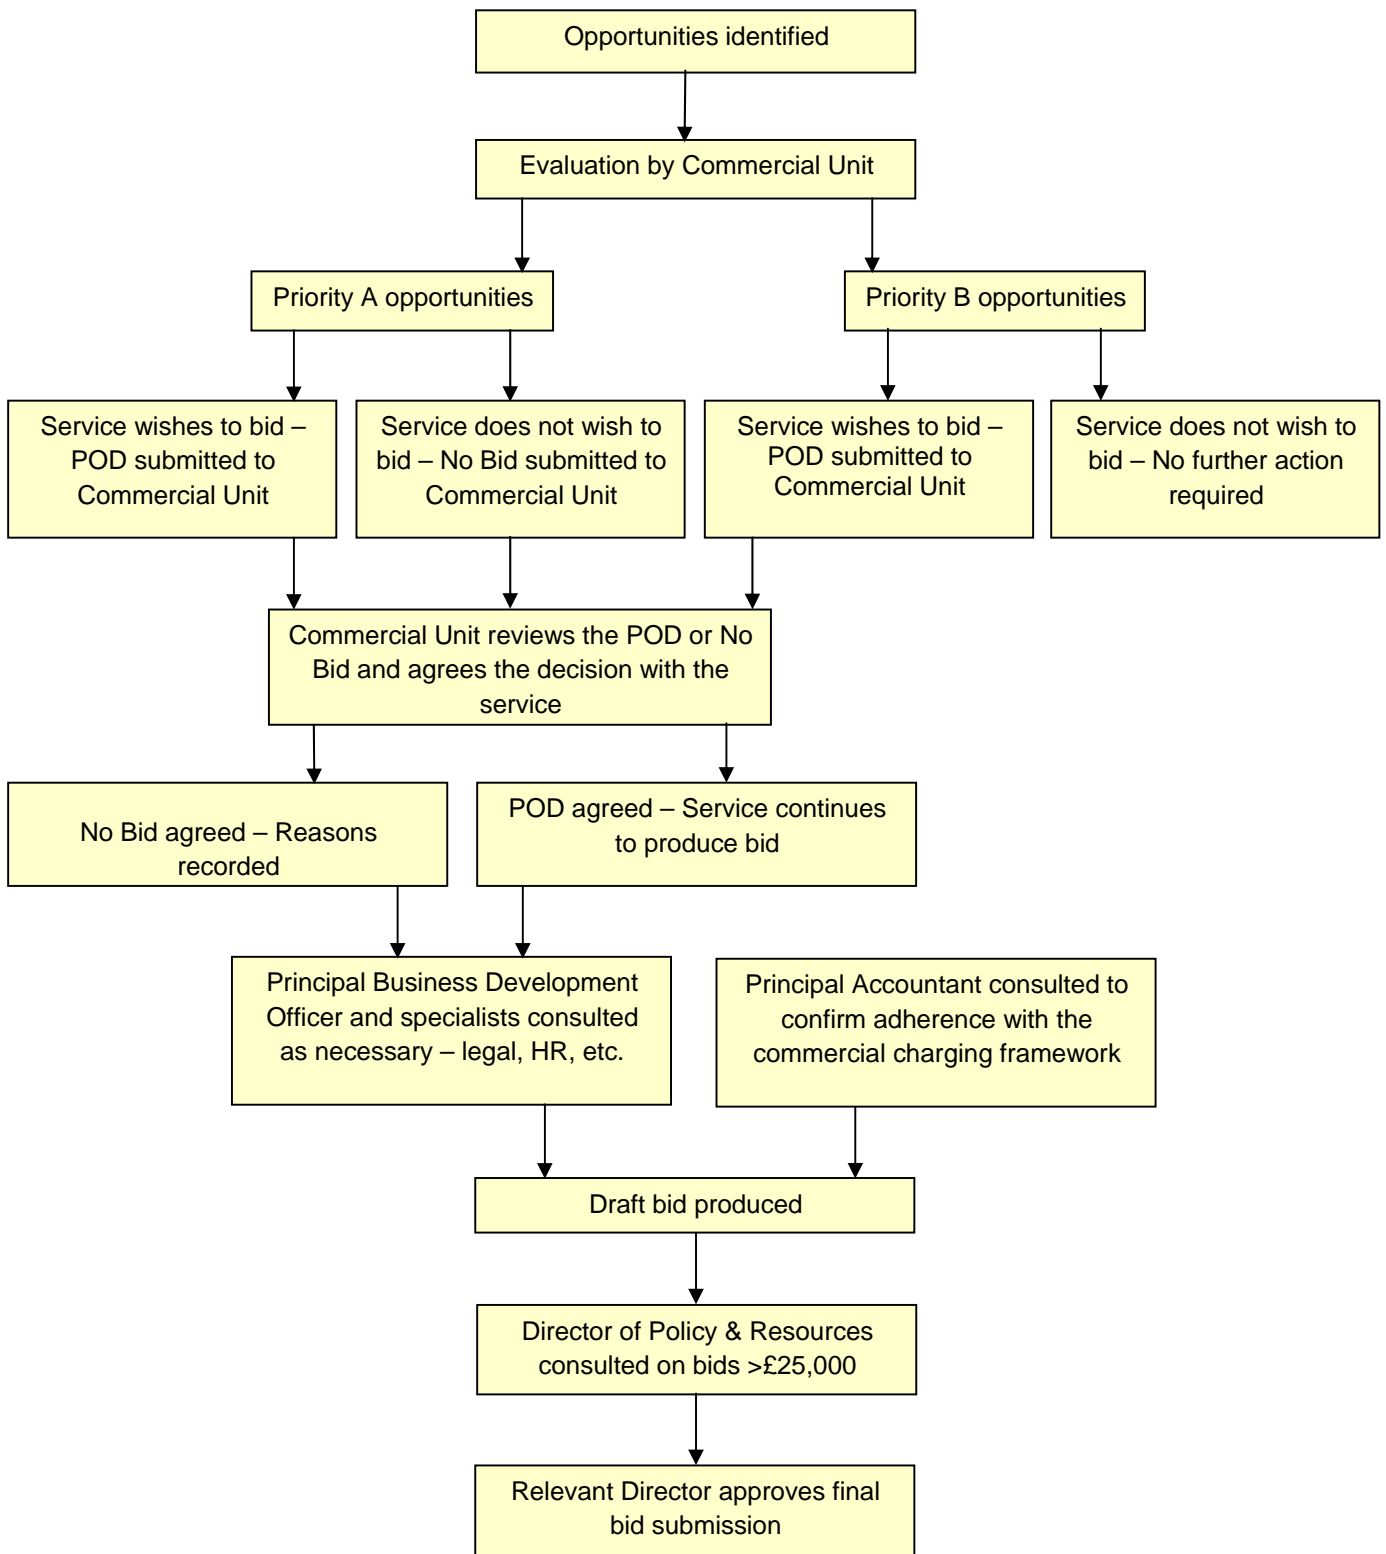 Opportunities identified
Evaluation by Commercial Unit
Priority A opportunities
Priority B opportunities
Service wishes to bid –
POD submitted to
Commercial Unit
Service does not wish to
bid – No Bid submitted to
Commercial Unit
Service wishes to bid –
POD submitted to
Commercial Unit
Service does not wish to
bid – No further action
required
Commercial Unit reviews the POD or No
Bid and agrees the decision with the
service
No Bid agreed – Reasons
recorded
POD agreed – Service continues
to produce bid
Principal Business Development
Officer and specialists consulted
as necessary – legal, HR, etc.
Principal Accountant consulted to
confirm adherence with the
commercial charging framework
Draft bid produced
Director of Policy & Resources
consulted on bids >£25,000
Relevant Director approves final
bid submission